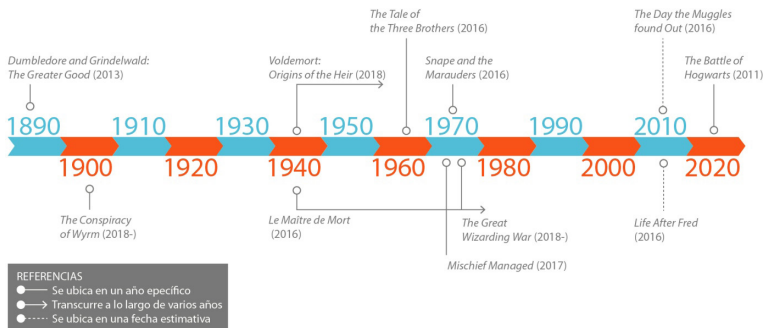 The Tale of
the Three Brothers (2016)
The Day the Muggles
found Out (2016)
Dumbledore and Grindelwald:
The Greater Good (2013)
Voldemort:
Origins of the Heir (2018)
Snape and the
Marauders (2016)
The Battle of
Hogwarts (2011)
1890 1910 1930 1950 1970 1990 2010
1900 1920 1940 1960 1980 2000 2020
The Conspiracy
of Wyrm (2018-)
Le Maître de Mort
(2016)
The Great
Wizarding War (2018-)
Life After Fred
(2016)
Mischief Managed (2017)
REFERENCIAS
Se ubica en un año epecífico
Transcurre a lo largo de varios años
Se ubica en una fecha estimativa